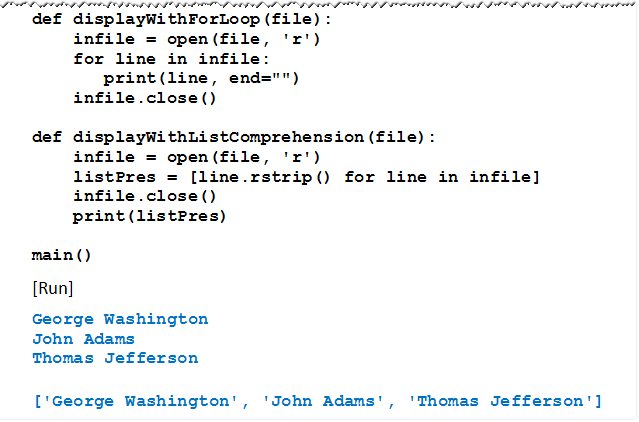 def displayWithForLoop(file):
    infile = open(file, 'r')
    for line in infile:
       print(line, end="")
    infile.close()

def displayWithListComprehension(file):
    infile = open(file, 'r')
    listPres = [line.rstrip() for line in infile]
    infile.close()
    print(listPres)

main()
[Run]
George Washington
John Adams
Thomas Jefferson

['George Washington', 'John Adams', 'Thomas Jefferson']